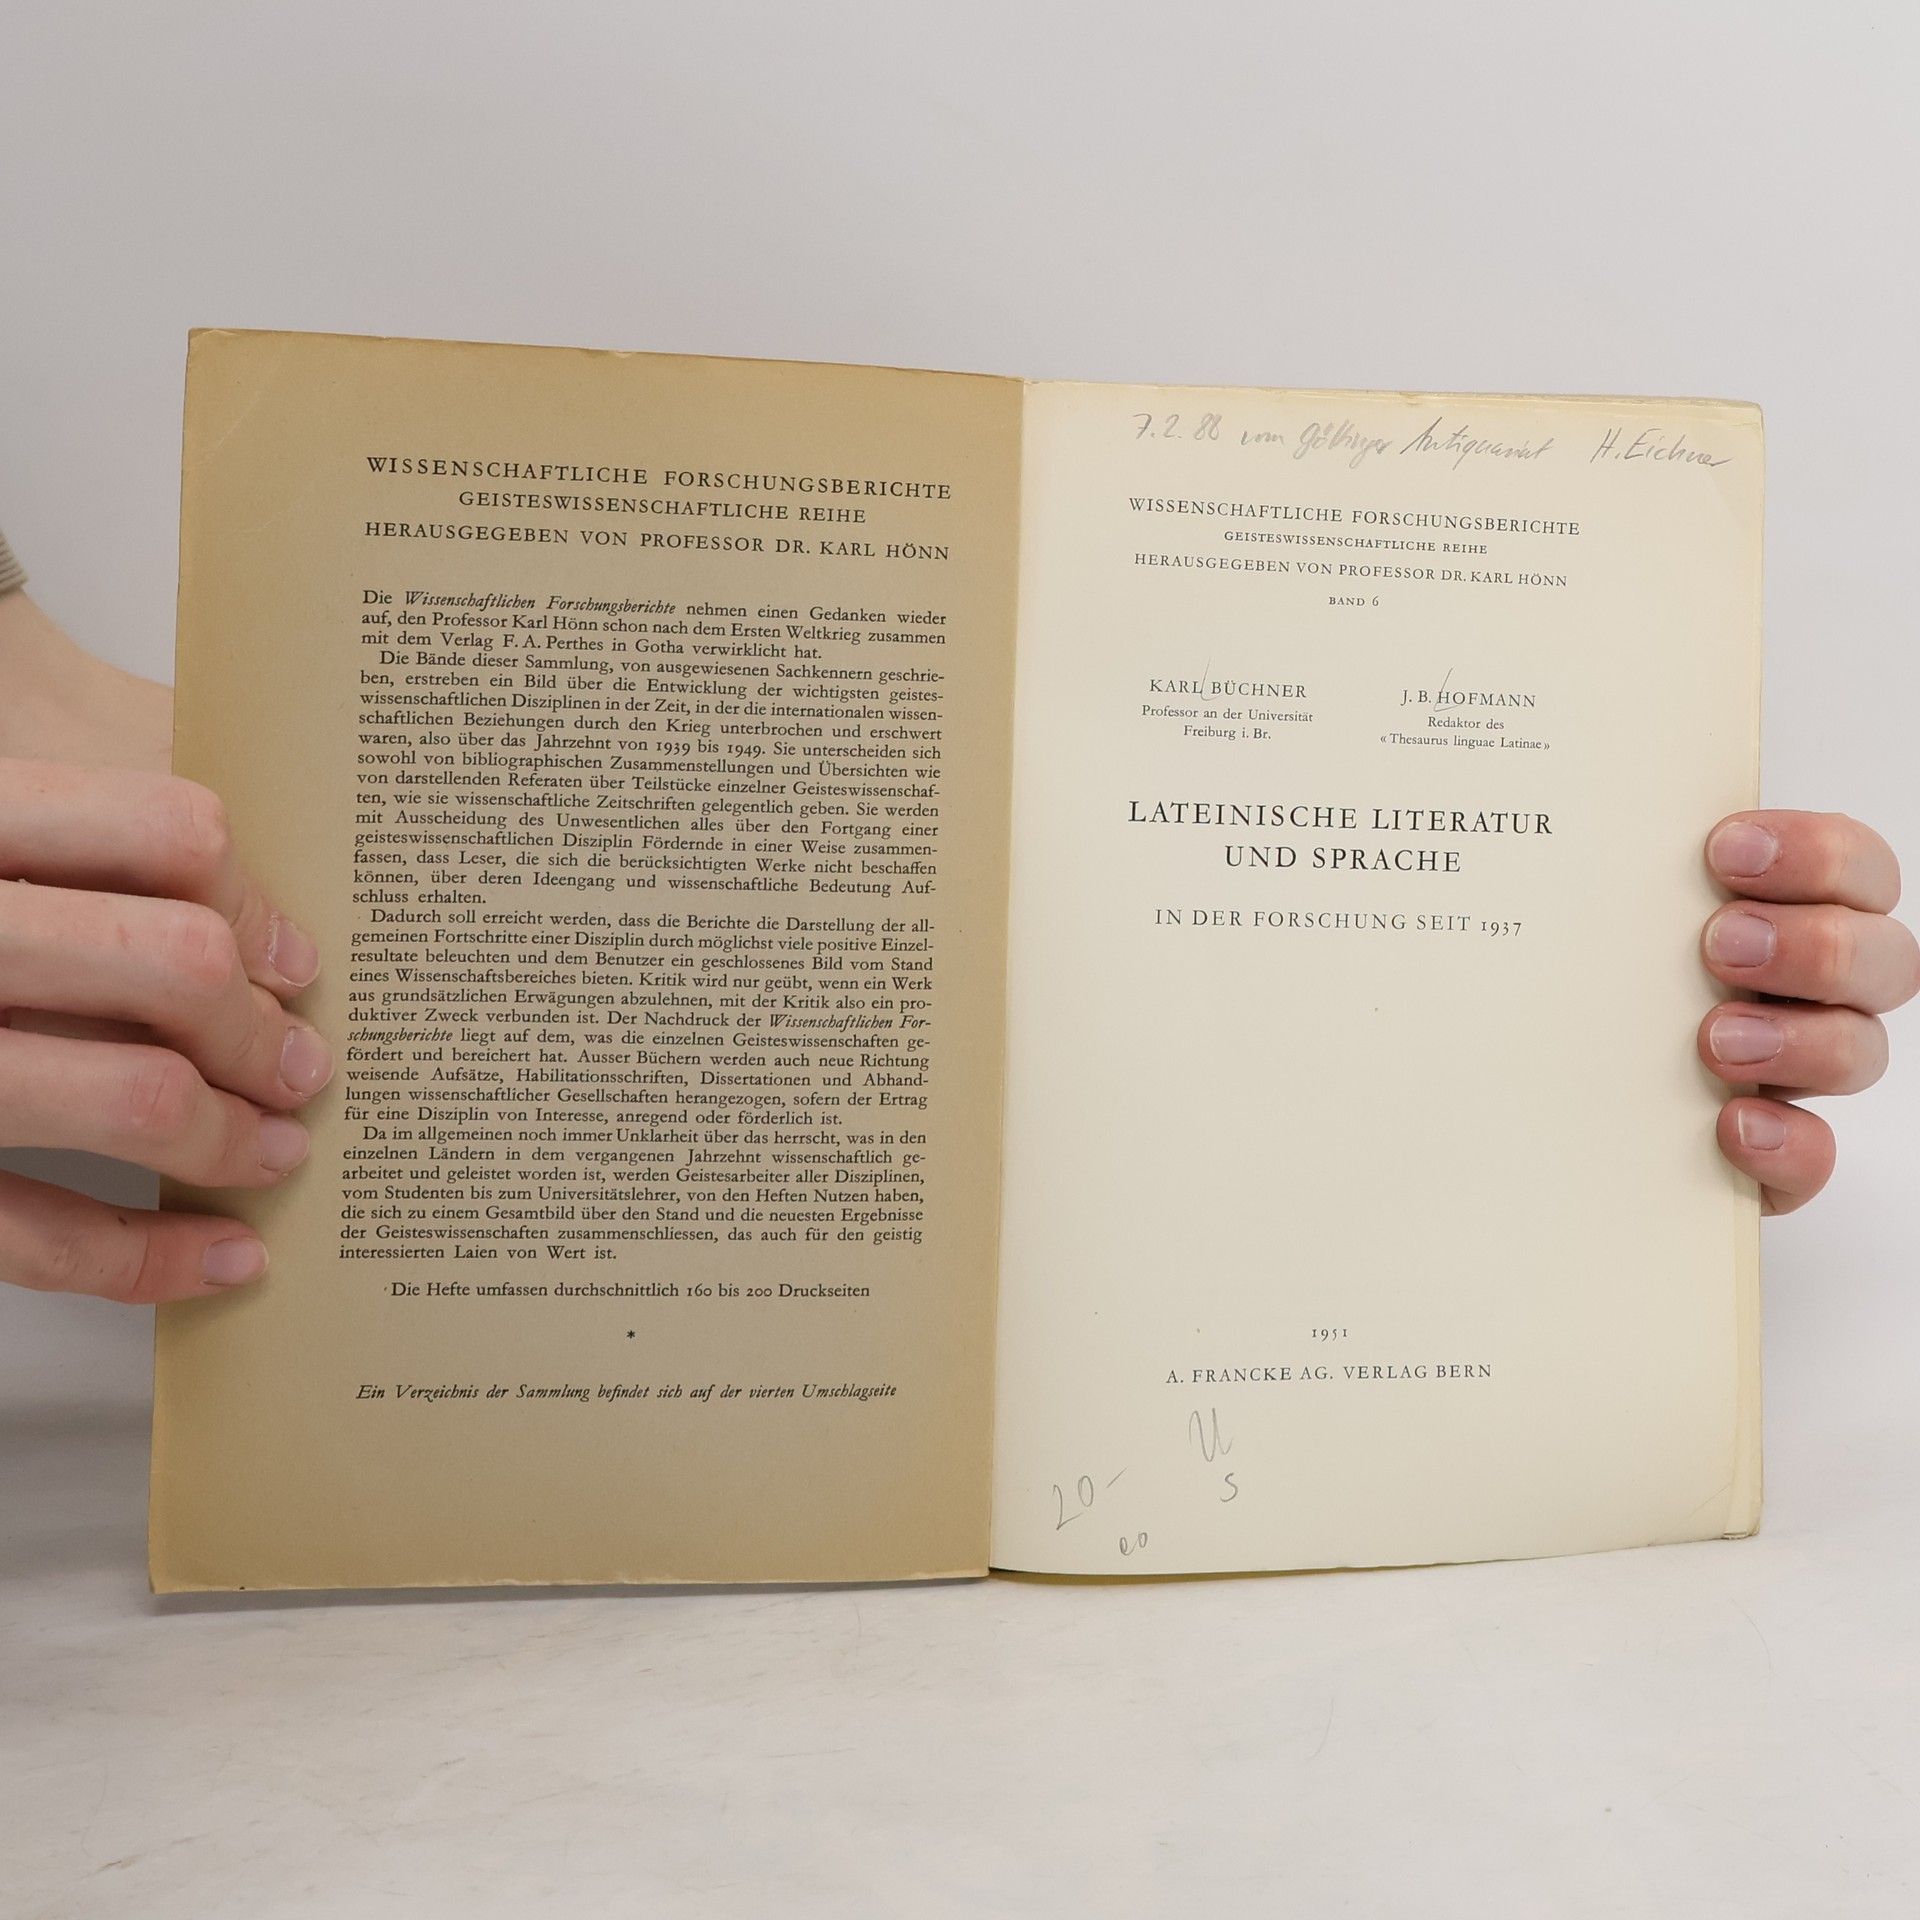 WISSENSCHAFTLICHE FORSCHUNGSBERICHTE
GEISTESWISSENSCHAFTLICHE REIHE
HERAUSGEGEBEN VON PROFESSOR DR. KARL HÖNN
Die Wissenschaftlichen Forschungsberichte nehmen einen Gedanken wieder
auf, den Professor Karl Hönn schon nach dem Ersten Weltkrieg zusammen
mit dem Verlag F. A. Perthes in Gotha verwirklicht hat.
Die Bände dieser Sammlung, von ausgewiesenen Sachkennern geschrie-
ben, erstreben ein Bild über die Entwicklung der wichtigsten geistes-
wissenschaftlichen Disziplinen in der Zeit, in der die internationalen wissen-
schaftlichen Beziehungen durch den Krieg unterbrochen und erschwert
waren, also über das Jahrzehnt von 1939 bis 1949. Sie unterscheiden sich
sowohl von bibliographischen Zusammenstellungen und Übersichten wie
von darstellenden Referaten über Teilstücke einzelner Geisteswissenschaf-
ten, wie sie wissenschaftliche Zeitschriften gelegentlich geben. Sie werden
mit Ausscheidung des Unwesentlichen alles über den Fortgang einer
geisteswissenschaftlichen Disziplin Fördernde in einer Weise zusammen-
fassen, dass Leser, die sich die berücksichtigten Werke nicht beschaffen
können, über deren Ideengang und wissenschaftliche Bedeutung Auf-
schluss erhalten.
Dadurch soll erreicht werden, dass die Berichte die Darstellung der all-
gemeinen Fortschritte einer Disziplin durch möglichst viele positive Einzel-
resultate beleuchten und dem Benutzer ein geschlossenes Bild vom Stand
eines Wissenschaftsbereiches bieten. Kritik wird nur geübt, wenn ein Werk
aus grundsätzlichen Erwägungen abzulehnen, mit der Kritik also ein pro-
duktiver Zweck verbunden ist. Der Nachdruck der Wissenschaftlichen For-
schungsberichte liegt auf dem, was die einzelnen Geisteswissenschaften ge-
fördert und bereichert hat. Ausser Büchern werden auch neue Richtung
weisende Aufsätze, Habilitationsschriften, Dissertationen und Abhand-
lungen wissenschaftlicher Gesellschaften herangezogen, sofern der Ertrag
für eine Disziplin von Interesse, anregend oder förderlich ist.
Da im allgemeinen noch immer Unklarheit über das herrscht, was in den
einzelnen Ländern in dem vergangenen Jahrzehnt wissenschaftlich ge-
arbeitet und geleistet worden ist, werden Geistesarbeiter aller Disziplinen,
vom Studenten bis zum Universitätslehrer, von den Heften Nutzen haben,
die sich zu einem Gesamtbild über den Stand und die neuesten Ergebnisse
der Geisteswissenschaften zusammenschliessen, das auch für den geistig
interessierten Laien von Wert ist.
Die Hefte umfassen durchschnittlich 160 bis 200 Druckseiten
*
Ein Verzeichnis der Sammlung befindet sich auf der vierten Umschlagseite
7.2.88 vom Göttinger Antiquariat H. Eichner
WISSENSCHAFTLICHE FORSCHUNGSBERICHTE
GEISTESWISSENSCHAFTLICHE REIHE
HERAUSGEGEBEN VON PROFESSOR DR. KARL HÖNN
BAND 6
KARL BÜCHNER
Professor an der Universität
Freiburg i. Br.
J. B. HOFMANN
Redaktor des
«Thesaurus linguae Latinae»
LATEINISCHE LITERATUR
UND SPRACHE
IN DER FORSCHUNG SEIT 1937
1951
A. FRANCKE AG. VERLAG BERN
U
S
20-